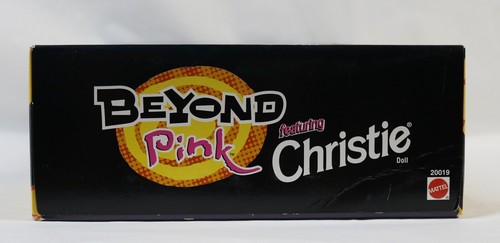 BEYOND
Pink
featuring
Christie®
Doll
20019
MATTEL